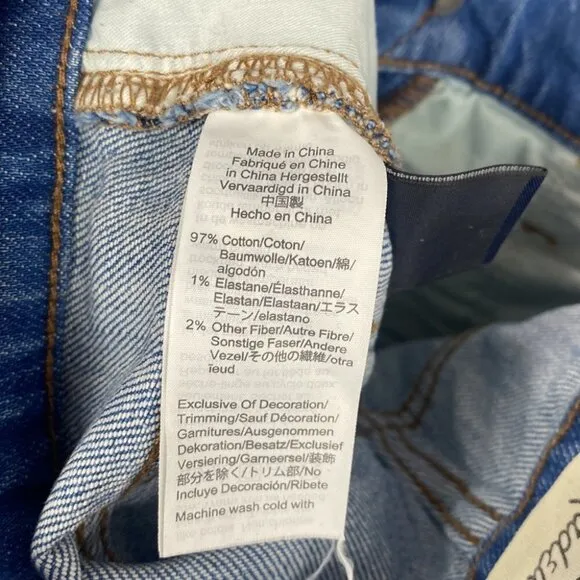 Made in China
Fabriqué en Chine
in China Hergestellt
Vervaardigd in China
中国製
Hecho en China
97% Cotton/Coton/
Baumwolle/Katoen/綿/
algodón
1% Elastane/Élasthanne/
Elastan/Elastaan/エラス
テーン/elastano
2% Other Fiber/Autre Fibre/
Sonstige Faser/Andere
Vezel/その他の繊維/otra
Teud
Exclusive Of Decoration/
Trimming/Sauf Décoration/
Garnitures/Ausgenommen
Dekoration/Besatz/Exclusief
Versiering/Garneersel/装飾
部分を除く/トリム部/No
Incluye Decoración/Ribete
Machine wash cold with